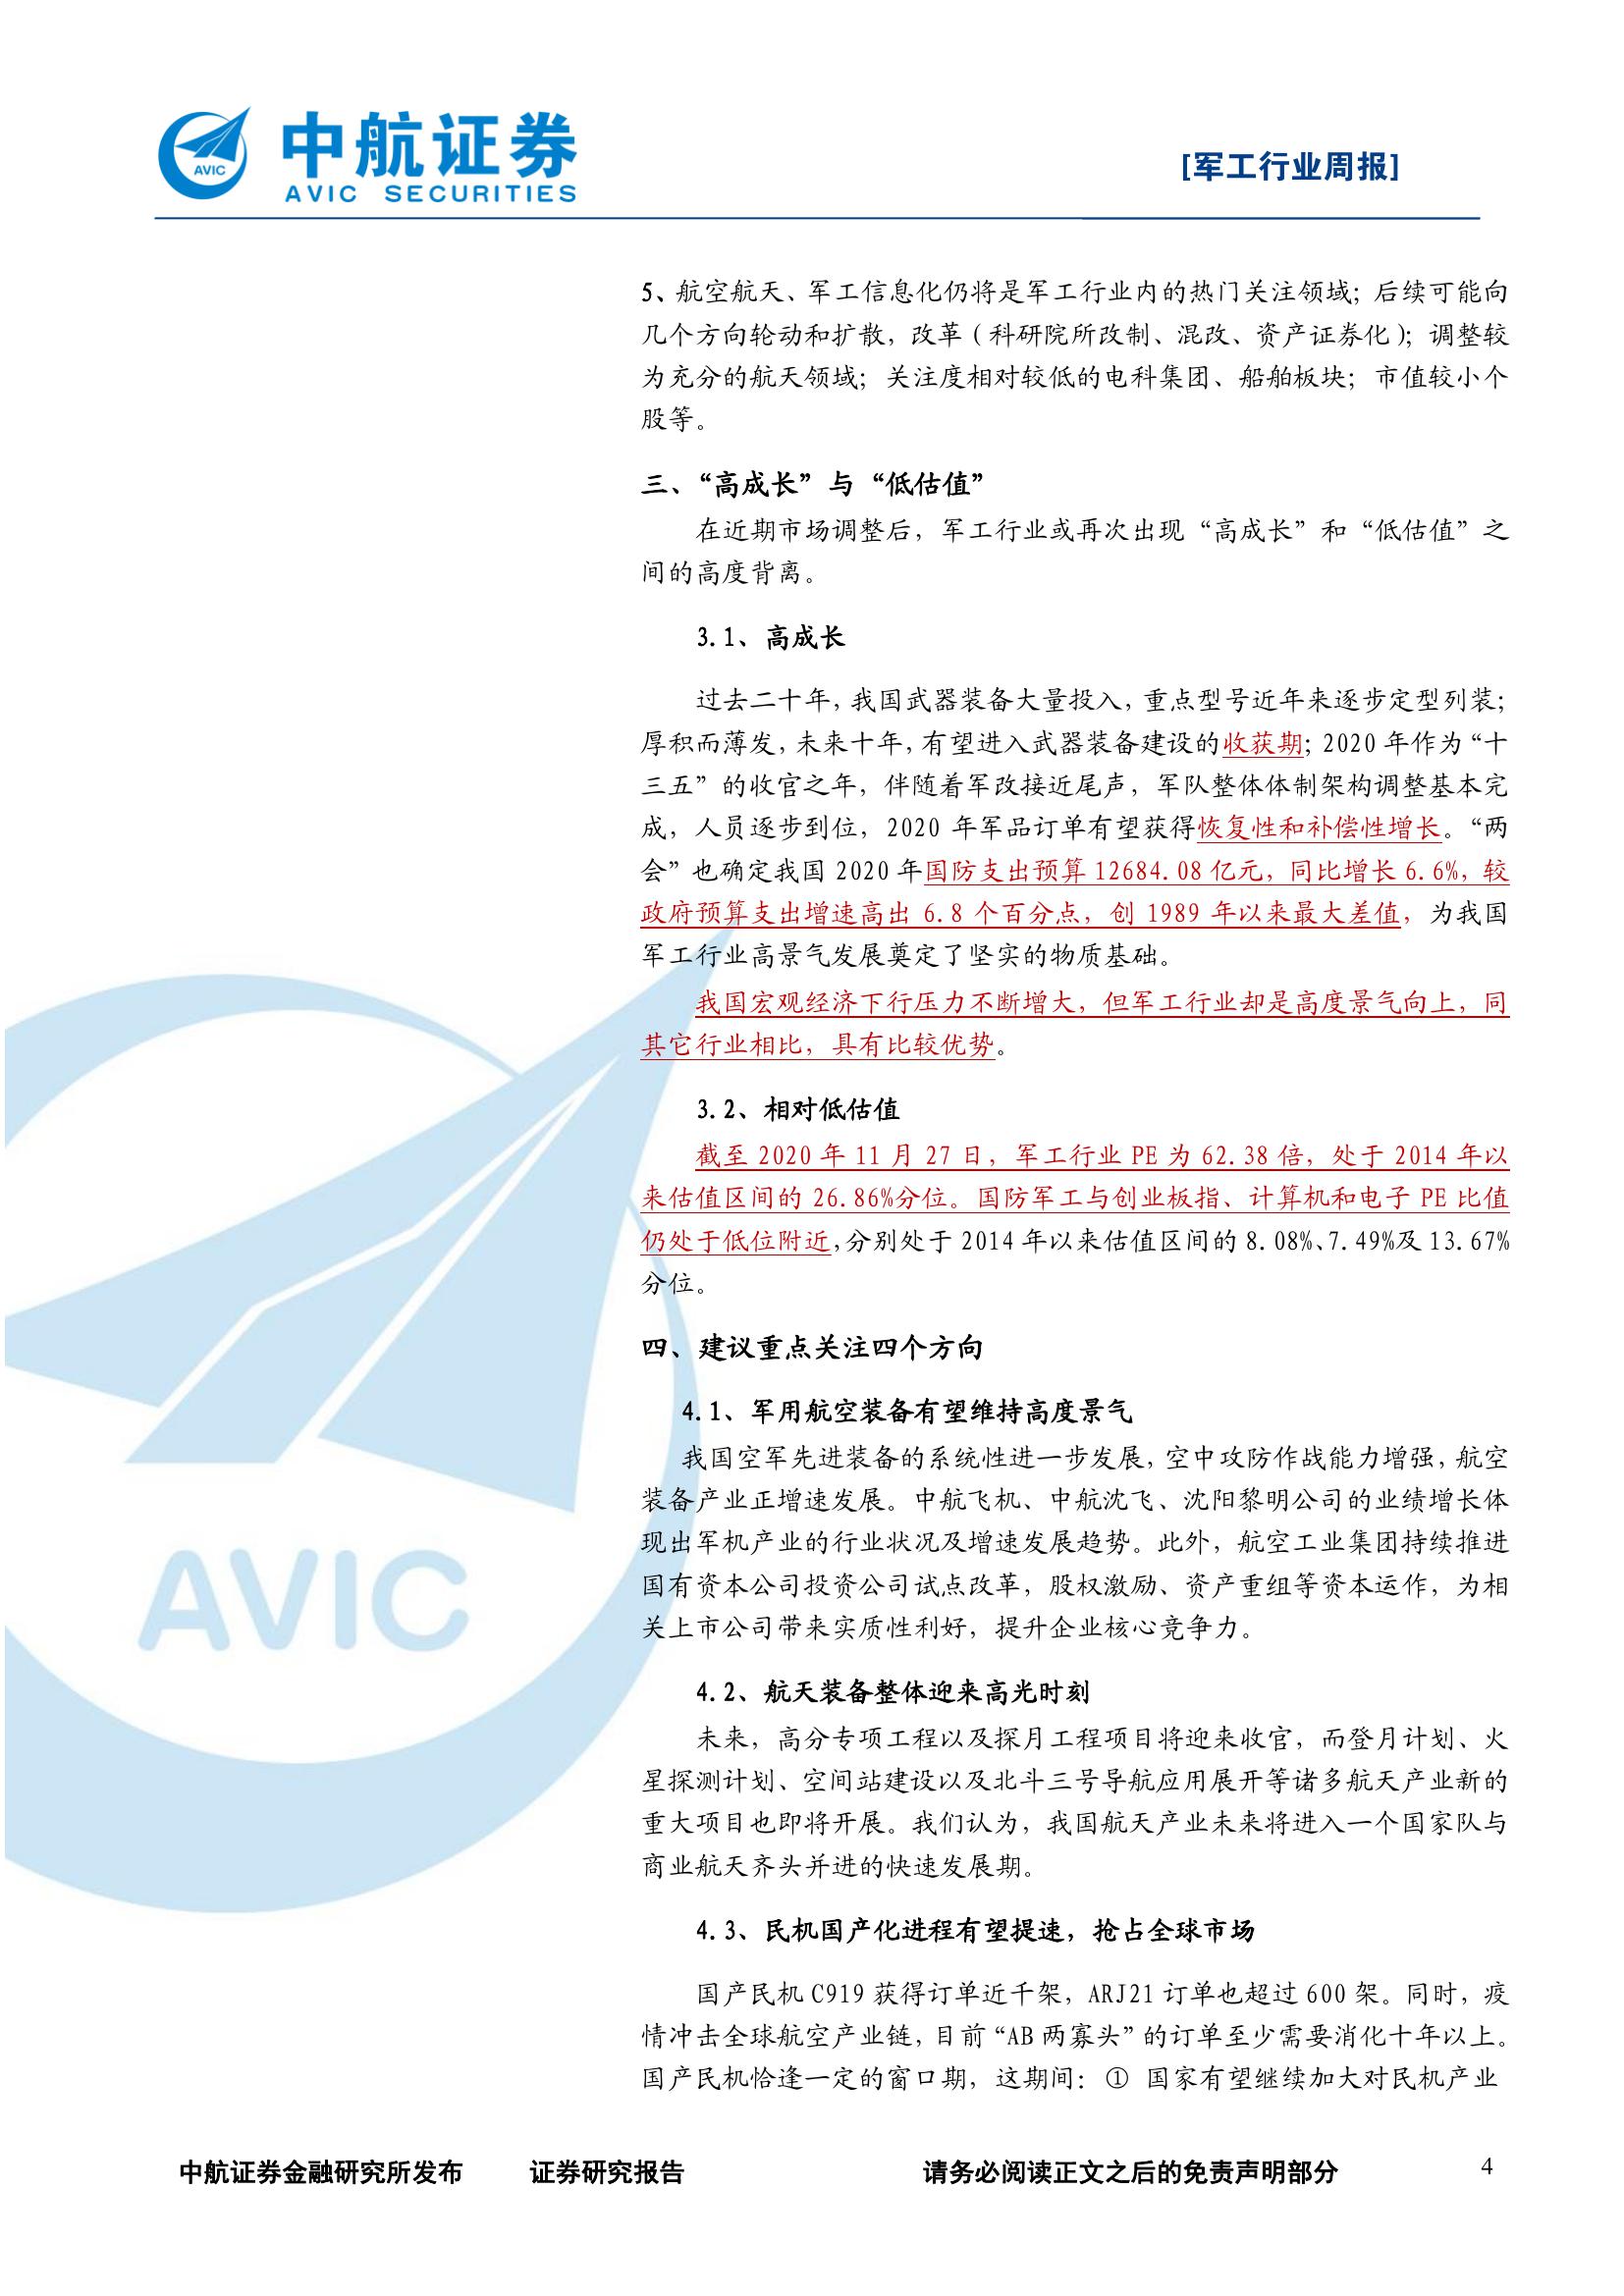 中航证券
AVIC
AVIC SECURITIES
[军工行业周报]
5、航空航天、军工信息化仍将是军工行业内的热门关注领域；后续可能向
几个方向轮动和扩散，改革（科研院所改制、混改、资产证券化）；调整较
为充分的航天领域；关注度相对较低的电科集团、船舶板块；市值较小个
股等。
三、“高成长”与“低估值”
在近期市场调整后，军工行业或再次出现“高成长”和“低估值”之
间的高度背离。
3.1、高成长
过去二十年，我国武器装备大量投入，重点型号近年来逐步定型列装；
厚积而薄发，未来十年，有望进入武器装备建设的收获期；2020 年作为“十
三五”的收官之年，伴随着军改接近尾声，军队整体体制架构调整基本完
成，人员逐步到位，2020 年军品订单有望获得恢复性和补偿性增长。“两
会”也确定我国 2020 年国防支出预算 12684.08 亿元，同比增长 6.6%，较
政府预算支出增速高出 6.8 个百分点，创 1989 年以来最大差值，为我国
军工行业高景气发展奠定了坚实的物质基础。
我国宏观经济下行压力不断增大，但军工行业却是高度景气向上，同
其它行业相比，具有比较优势。
3.2、相对低估值
截至 2020 年 11 月 27 日，军工行业 PE 为 62.38 倍，处于 2014 年以
来估值区间的 26.86%分位。国防军工与创业板指、计算机和电子 PE 比值
仍处于低位附近，分别处于 2014 年以来估值区间的 8.08%、7.49%及 13.67%
分位。
四、建议重点关注四个方向
4.1、军用航空装备有望维持高度景气
我国空军先进装备的系统性进一步发展，空中攻防作战能力增强，航空
装备产业正增速发展。中航飞机、中航沈飞、沈阳黎明公司的业绩增长体
现出军机产业的行业状况及增速发展趋势。此外，航空工业集团持续推进
国有资本公司投资公司试点改革，股权激励、资产重组等资本运作，为相
关上市公司带来实质性利好，提升企业核心竞争力。
AVIC
4.2、航天装备整体迎来高光时刻
未来，高分专项工程以及探月工程项目将迎来收官，而登月计划、火
星探测计划、空间站建设以及北斗三号导航应用展开等诸多航天产业新的
重大项目也即将开展。我们认为，我国航天产业未来将进入一个国家队与
商业航天齐头并进的快速发展期。
4.3、民机国产化进程有望提速，抢占全球市场
国产民机 C919 获得订单近千架，ARJ21 订单也超过 600 架。同时，疫
情冲击全球航空产业链，目前“AB 两寡头”的订单至少需要消化十年以上。
国产民机恰逢一定的窗口期，这期间：① 国家有望继续加大对民机产业
中航证券金融研究所发布 证券研究报告 请务必阅读正文之后的免责声明部分 4